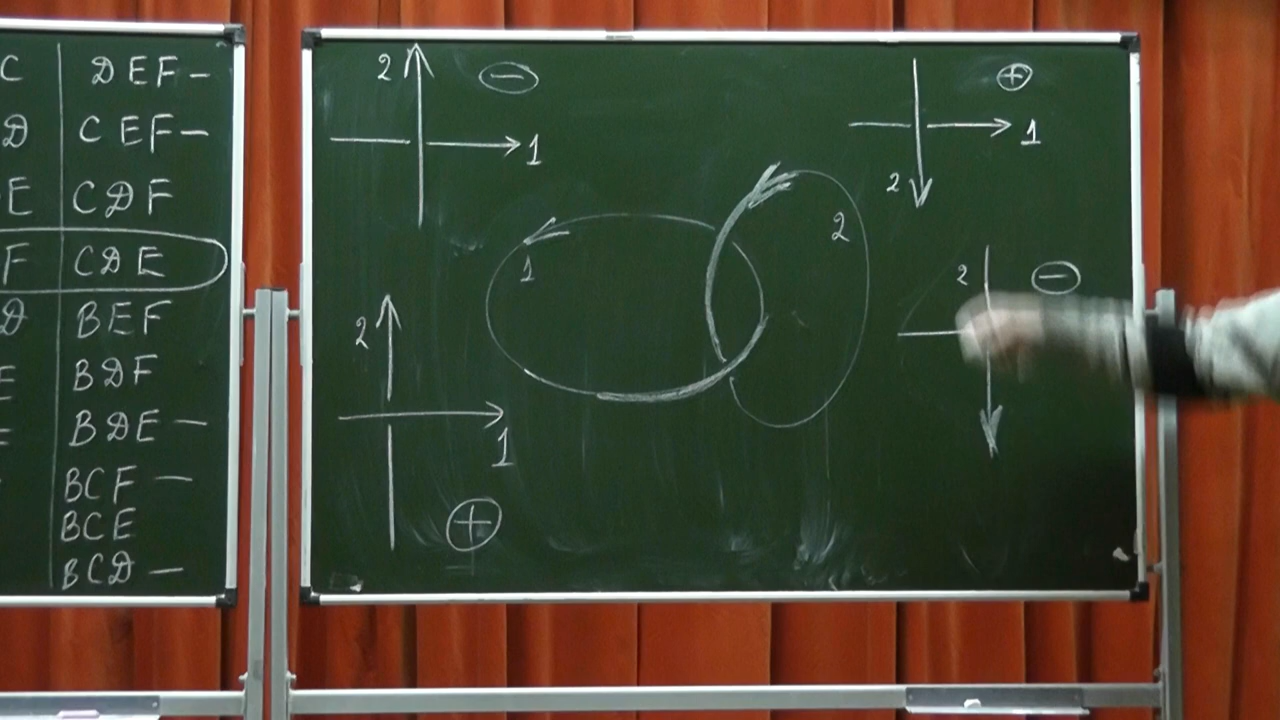 C DEF –
D CEF –
E CDF
F CDE
D BEF
E BDF
E BDE –
BCF –
BCE
BCD –
2 −
1
+
1
2
2
1
2
1
+
2 −